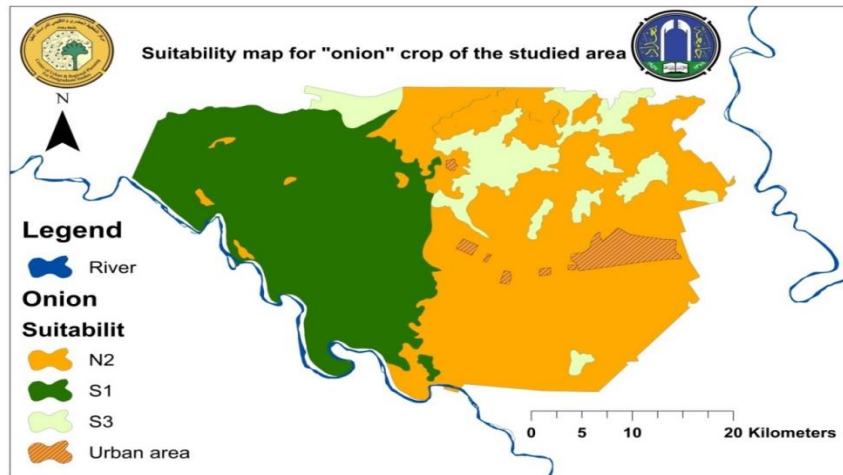 Suitability map for "onion" crop of the studied area
N
Legend
River
Onion
Suitabilit
N2
S1
S3
Urban area
0 5 10 20 Kilometers